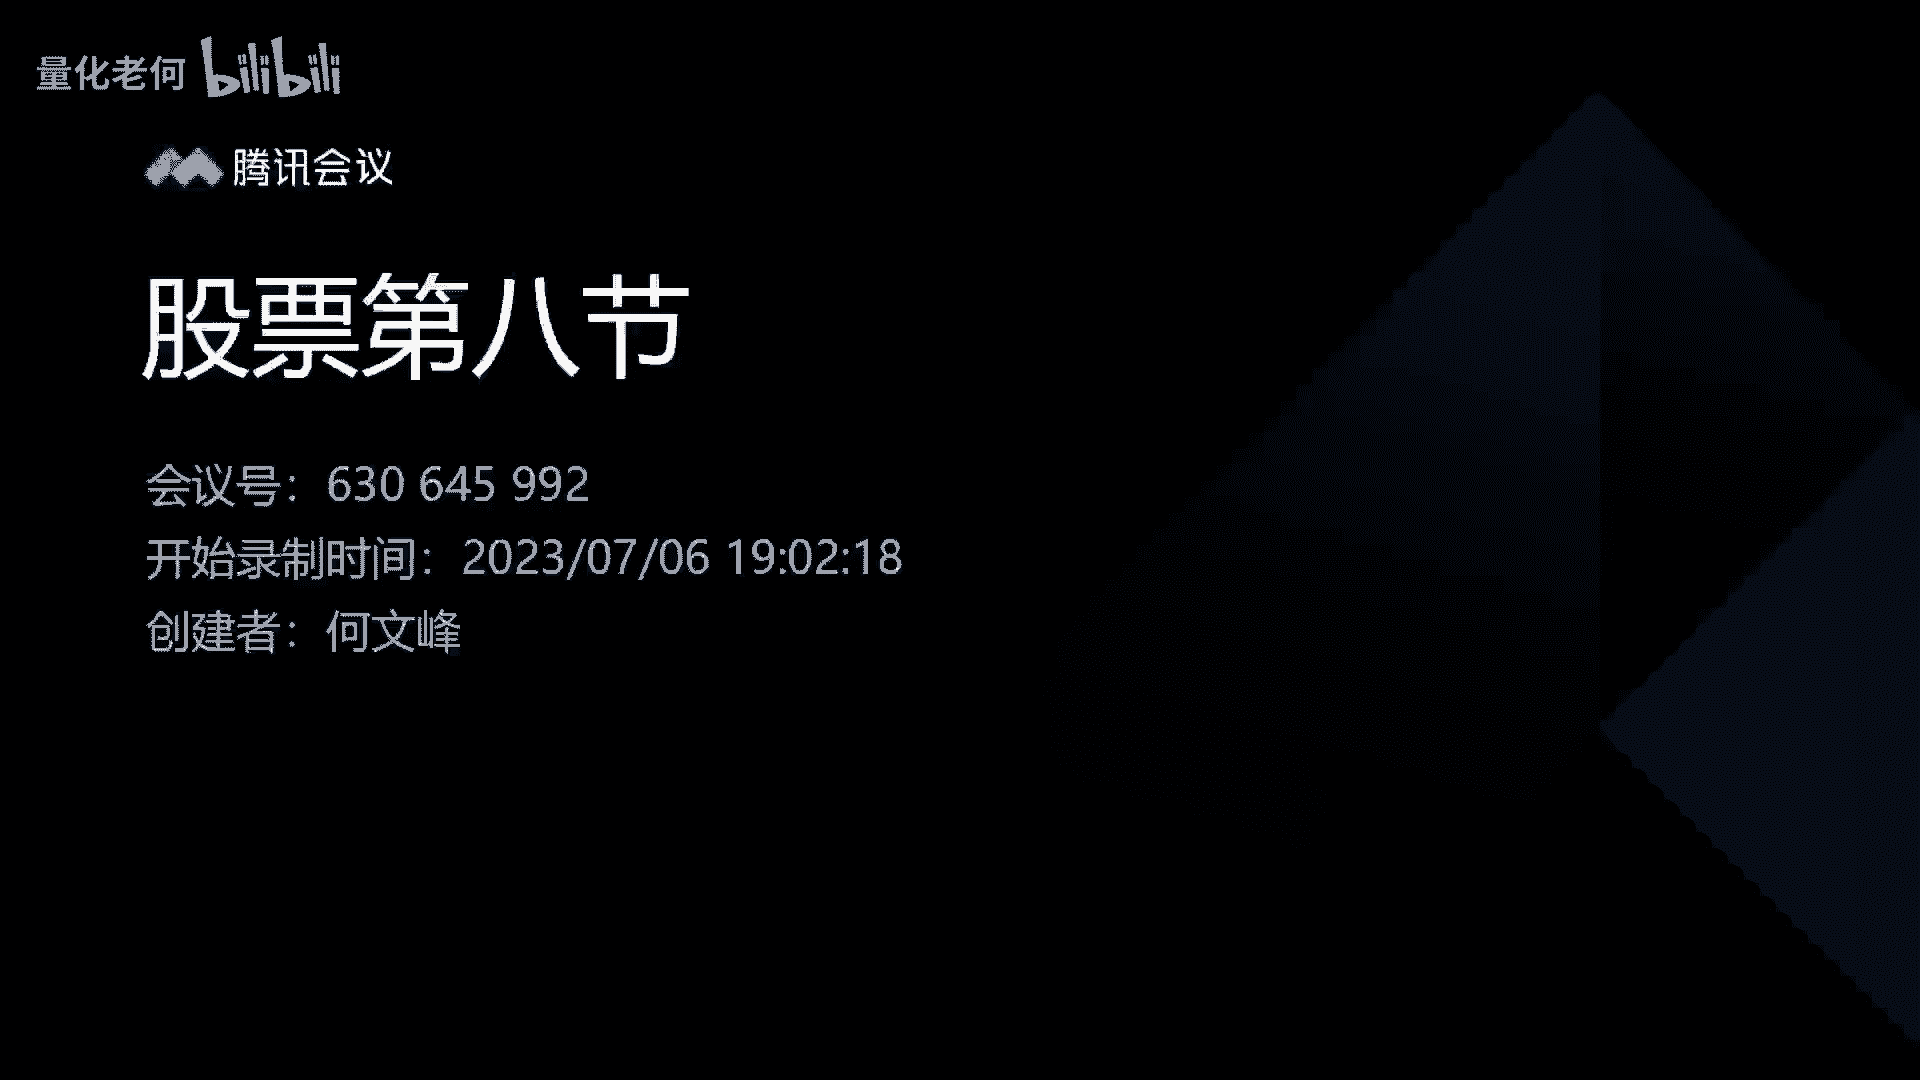 量化老何 bilibili
腾讯会议
股票第八节
会议号：630 645 992
开始录制时间：2023/07/06 19:02:18
创建者：何文峰